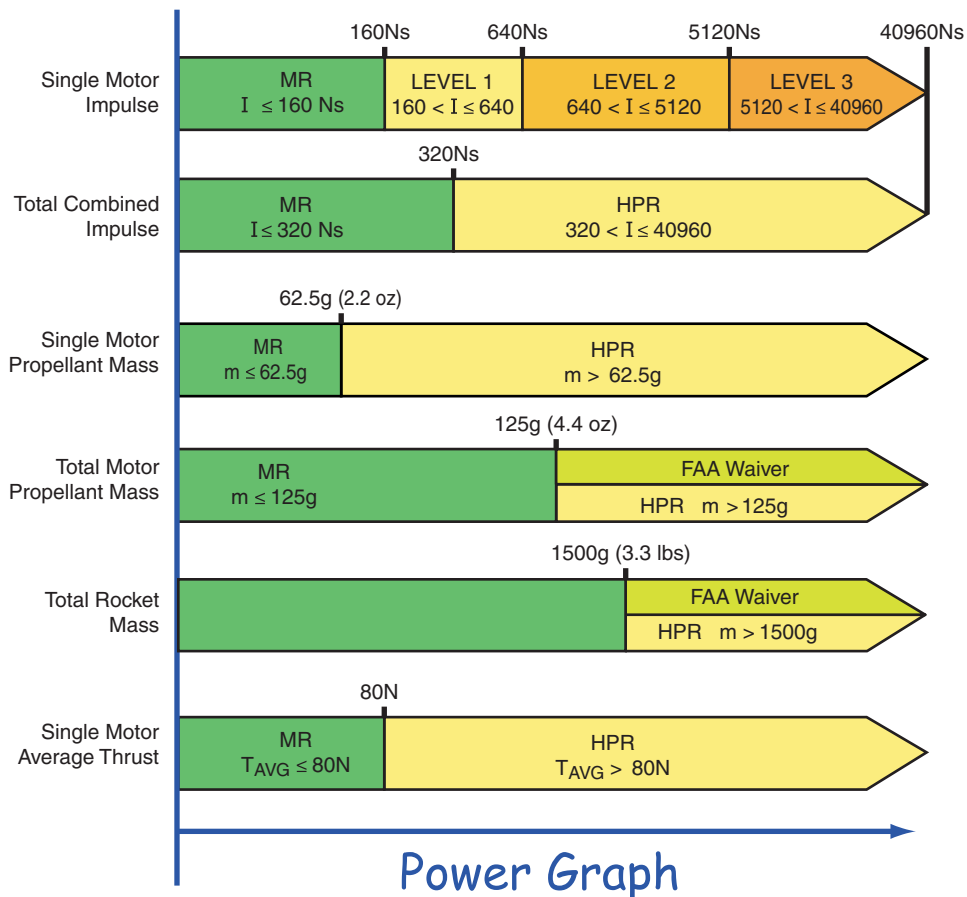 160Ns 640Ns 5120Ns 40960Ns
Single Motor
Impulse
MR
I ≤ 160 Ns
LEVEL 1
160 < I ≤ 640
LEVEL 2
640 < I ≤ 5120
LEVEL 3
5120 < I ≤ 40960
320Ns
Total Combined
Impulse
MR
I ≤ 320 Ns
HPR
320 < I ≤ 40960
62.5g (2.2 oz)
Single Motor
Propellant Mass
MR
m ≤ 62.5g
HPR
m > 62.5g
125g (4.4 oz)
Total Motor
Propellant Mass
MR
m ≤ 125g
FAA Waiver
HPR m > 125g
1500g (3.3 lbs)
Total Rocket
Mass
FAA Waiver
HPR m > 1500g
80N
Single Motor
Average Thrust
MR
TAVG ≤ 80N
HPR
TAVG > 80N
Power Graph